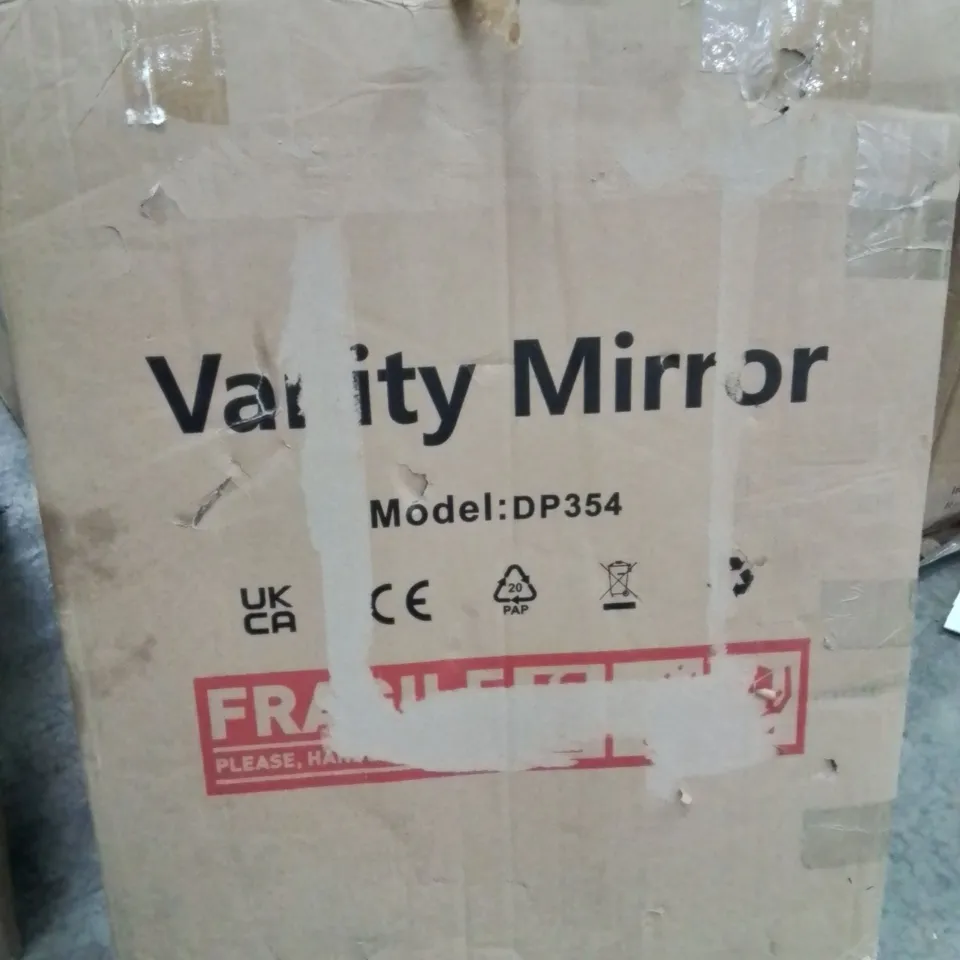 Vanity Mirror
Model:DP354
UK
CA
CE
20
PAP
FRAGILE
PLEASE,